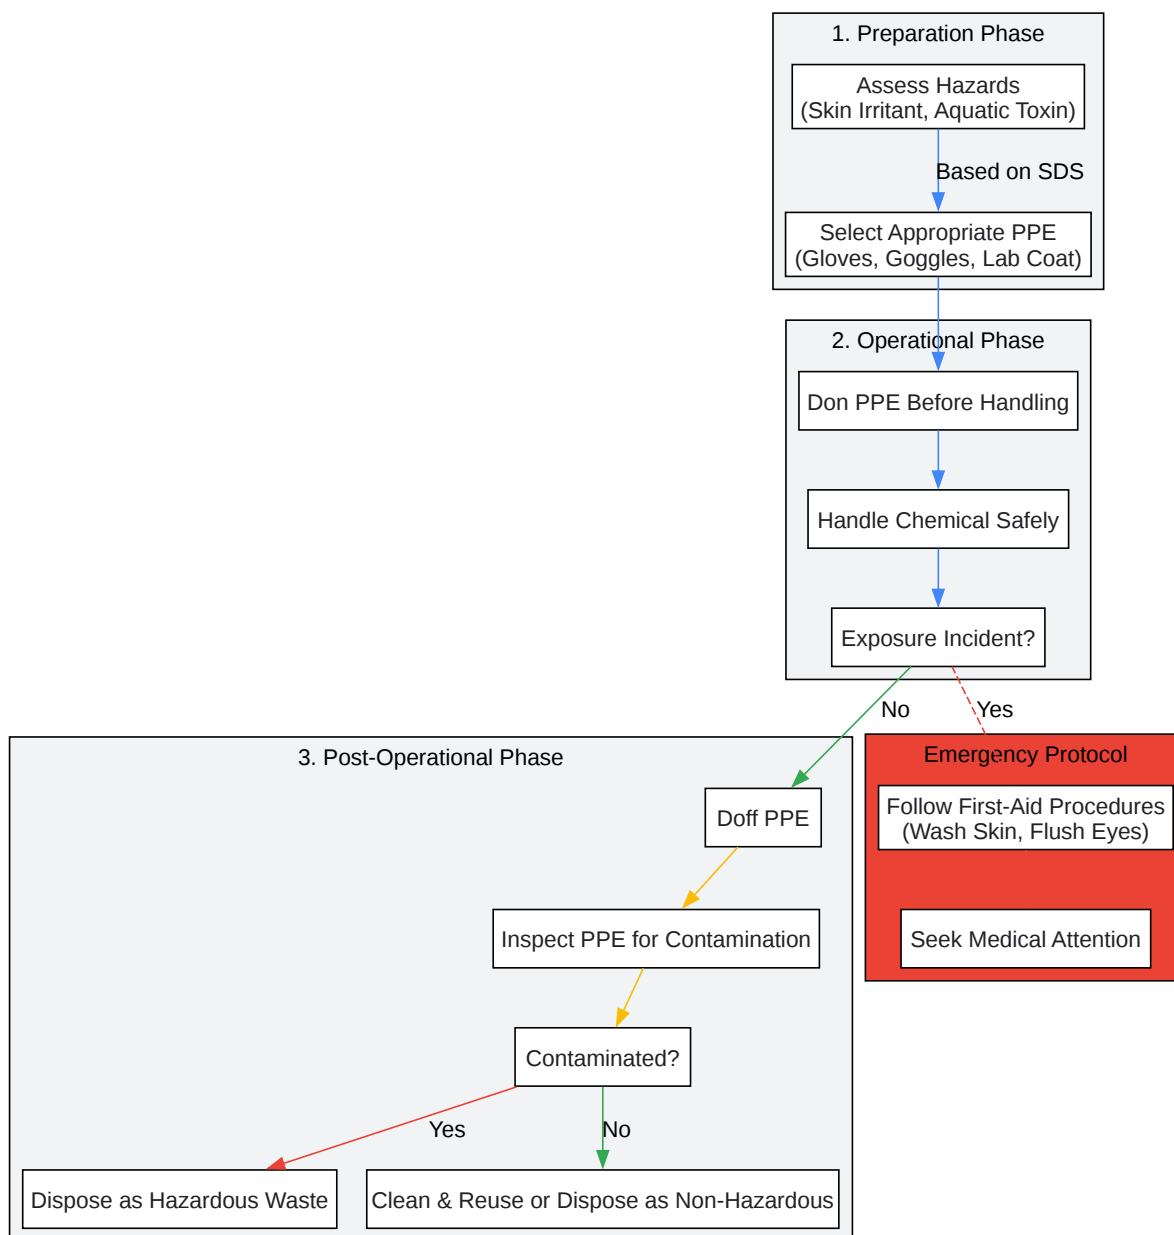 1. Preparation Phase
Assess Hazards
(Skin Irritant, Aquatic Toxin)
Based on SDS
Select Appropriate PPE
(Gloves, Goggles, Lab Coat)
2. Operational Phase
Don PPE Before Handling
Handle Chemical Safely
Exposure Incident?
No
Yes
3. Post-Operational Phase
Doff PPE
Inspect PPE for Contamination
Contaminated?
Yes
No
Dispose as Hazardous Waste
Clean & Reuse or Dispose as Non-Hazardous
Emergency Protocol
Follow First-Aid Procedures
(Wash Skin, Flush Eyes)
Seek Medical Attention